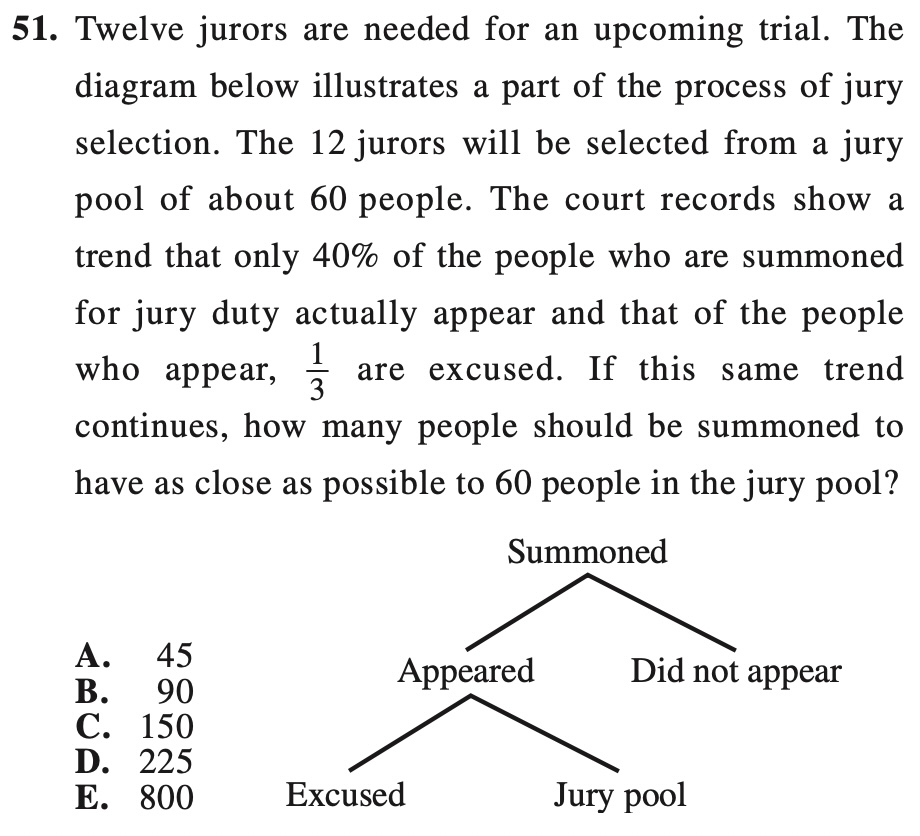 51. Twelve jurors are needed for an upcoming trial. The
diagram below illustrates a part of the process of jury
selection. The 12 jurors will be selected from a jury
pool of about 60 people. The court records show a
trend that only 40% of the people who are summoned
for jury duty actually appear and that of the people
who appear, 1/3 are excused. If this same trend
continues, how many people should be summoned to
have as close as possible to 60 people in the jury pool?
Summoned
Appeared Did not appear
Excused Jury pool
A. 45
B. 90
C. 150
D. 225
E. 800